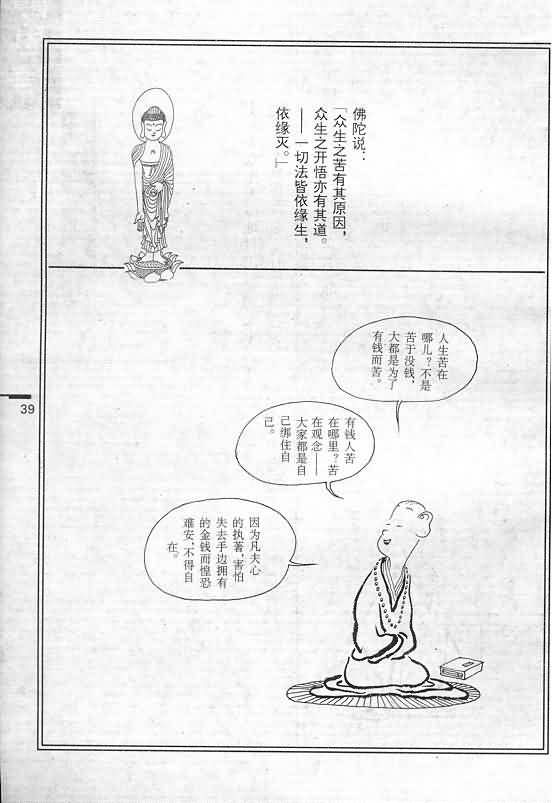 佛陀说：
「众生之苦有其原因，
众生之开悟亦有其道。
——一切法皆依缘生，
依缘灭。」
人生苦在
哪儿？不是
苦于没钱，
大都是为了
有钱而苦。
有钱人苦
在哪里？苦
在观念——
大家都是自
己绑住自
己。
因为凡夫心
的执著，害怕
失去手边拥有
的金钱而惶恐
难安、不得自
在。
39